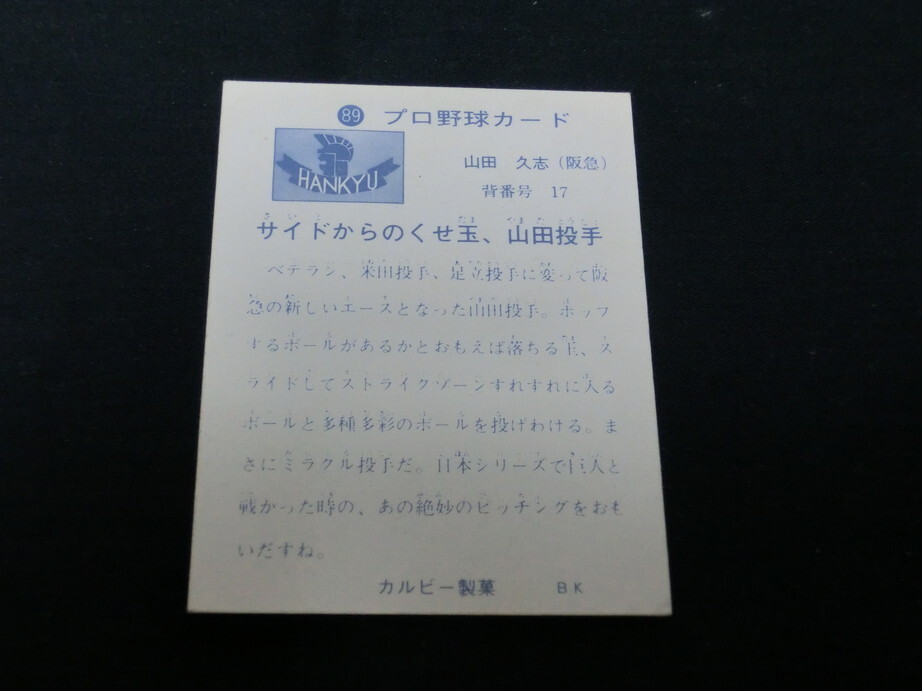 89 プロ野球カード
HANKYU
山田 久志(阪急)
背番号 17
サイドからのくせ玉、山田投手
ベテラン、米田投手、足立投手に変って阪
急の新しいエースとなった山田投手。ホップ
するボールがあるかとおもえば落ちる玉、ス
ライドしてストライクゾーンすれすれに入る
ボールと多種多彩のボールを投げわける。ま
さにミラクル投手だ。日本シリーズで巨人と
戦かった時の、あの絶妙のピッチングをおも
いだすね。
カルビー製菓 BK